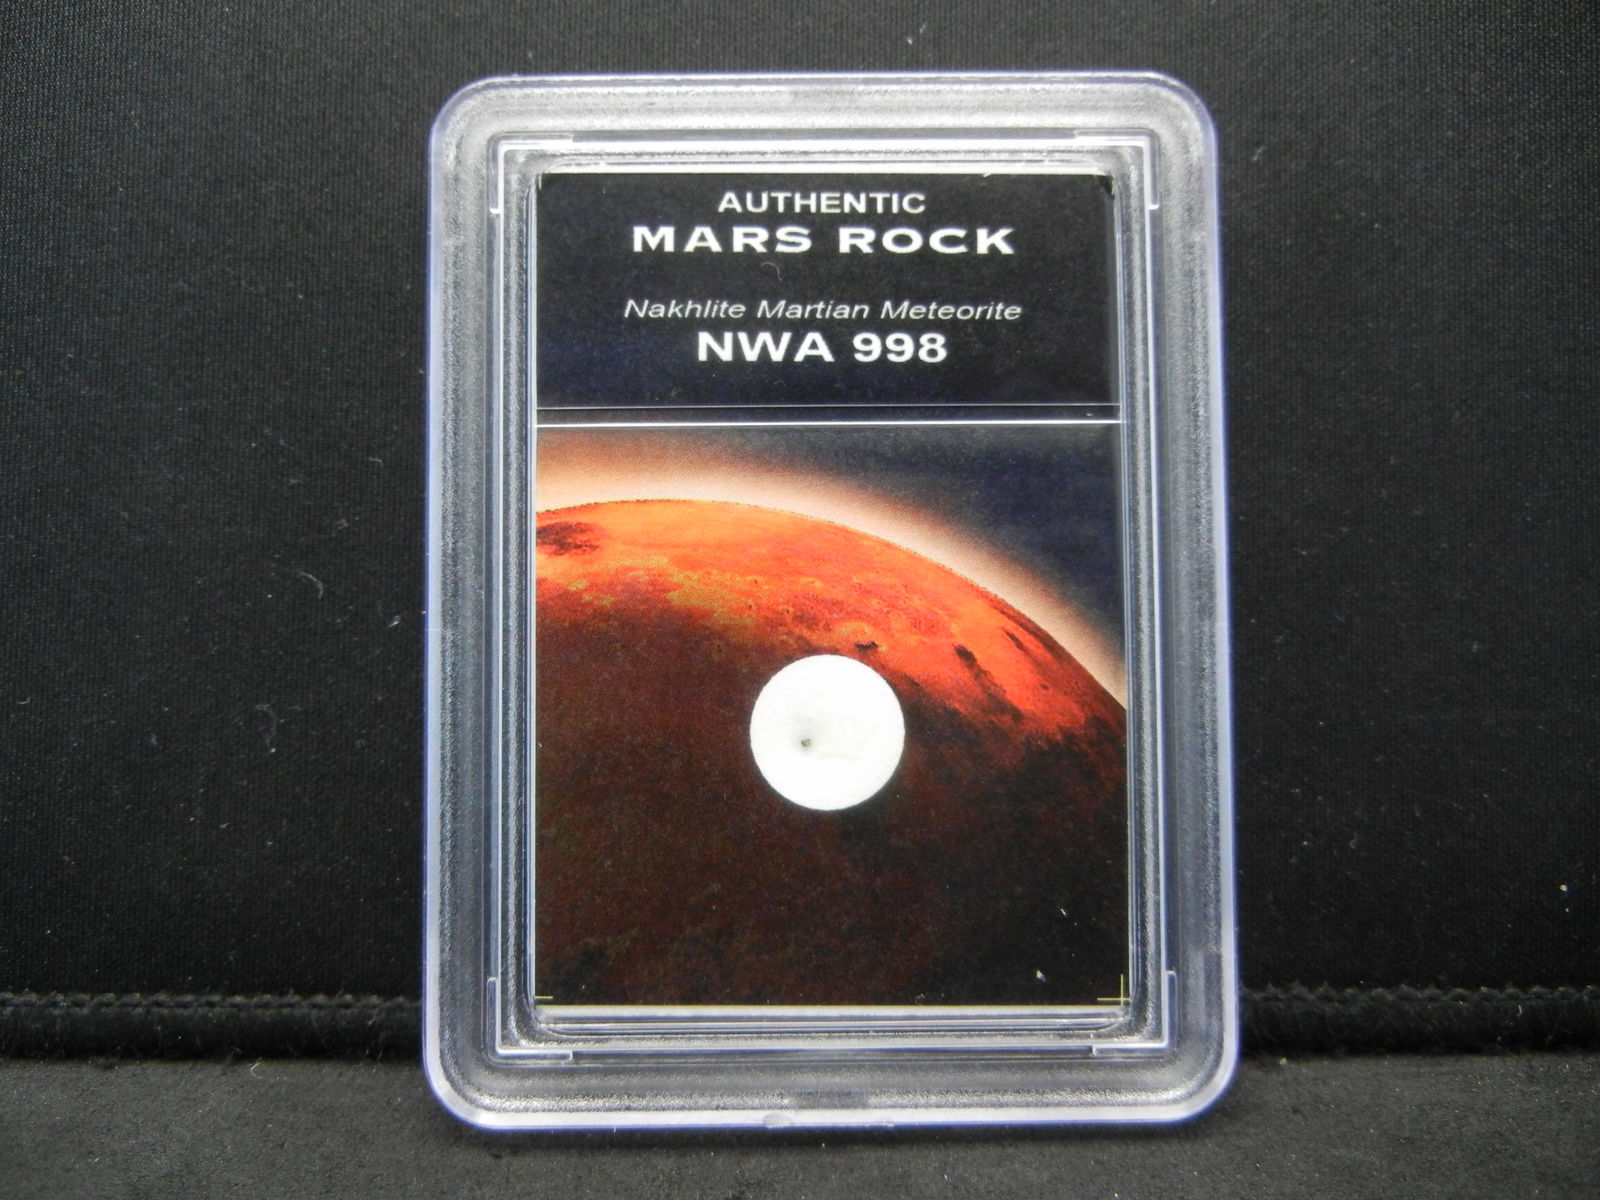 AUTHENTIC
MARS ROCK
Nakhlite Martian Meteorite
NWA 998